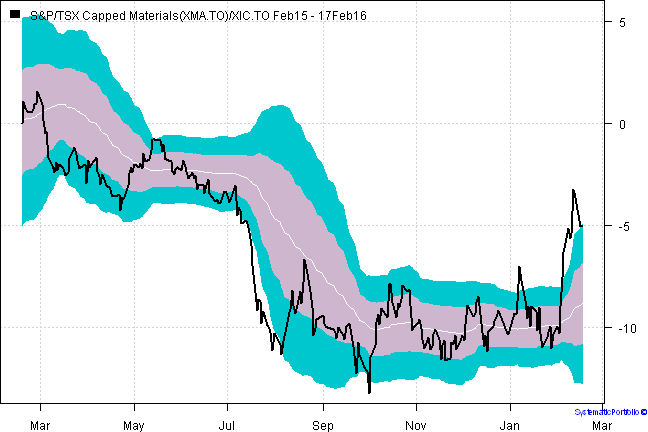 S&P/TSX Capped Materials(XMA.TO)/XIC.TO Feb15 - 17Feb16
5
0
-5
-10
SystematicPortfolio ©
Mar May Jul Sep Nov Jan Mar